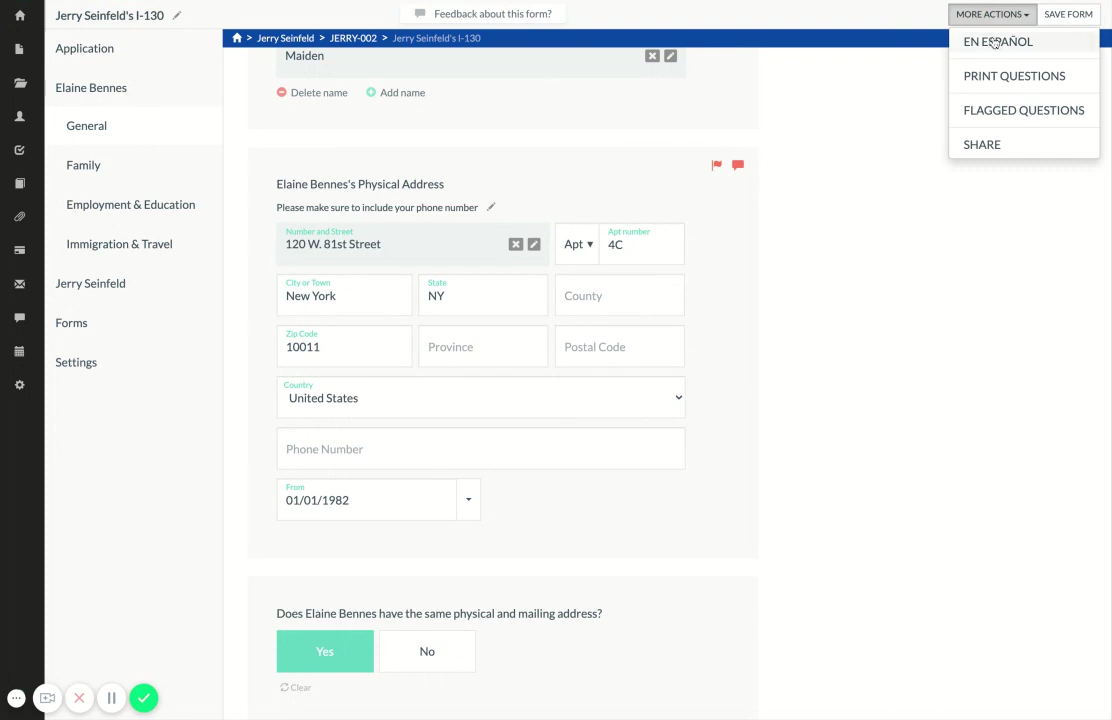 Jerry Seinfeld's I-130
Feedback about this form?
MORE ACTIONS
SAVE FORM
Jerry Seinfeld > JERRY-002 > Jerry Seinfeld's I-130
EN ESPAÑOL
PRINT QUESTIONS
FLAGGED QUESTIONS
SHARE
Application
Elaine Bennes
General
Family
Employment & Education
Immigration & Travel
Jerry Seinfeld
Forms
Settings
Maiden
Delete name
Add name
Elaine Bennes's Physical Address
Please make sure to include your phone number
Number and Street
120 W. 81st Street
Apt
Apt number
4C
City or Town
New York
State
NY
County
Zip Code
10011
Province
Postal Code
Country
United States
Phone Number
From
01/01/1982
Does Elaine Bennes have the same physical and mailing address?
Yes
No
Clear